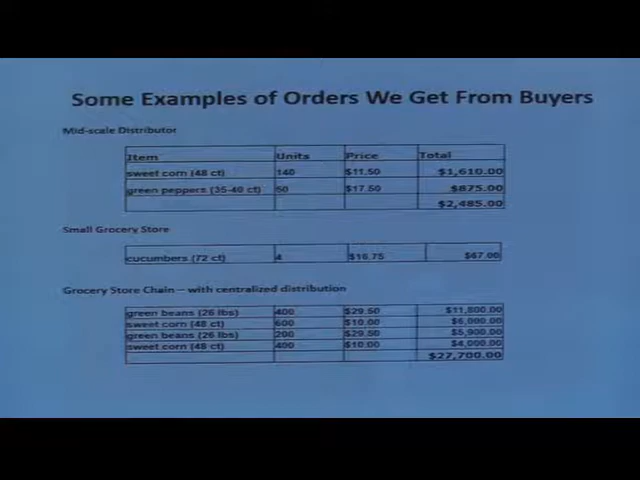 Some Examples of Orders We Get From Buyers
Mid-scale Distributor
Item Units Price Total
sweet corn (48 ct) 140 $11.50 $1,610.00
green peppers (35-40 ct) 50 $17.50 $875.00
$2,485.00
Small Grocery Store
cucumbers (72 ct) 4 $16.75 $67.00
Grocery Store Chain – with centralized distribution
green beans (26 lbs) 400 $29.50 $11,800.00
sweet corn (48 ct) 600 $10.00 $6,000.00
green beans (26 lbs) 200 $29.50 $5,900.00
sweet corn (48 ct) 400 $10.00 $4,000.00
$27,700.00